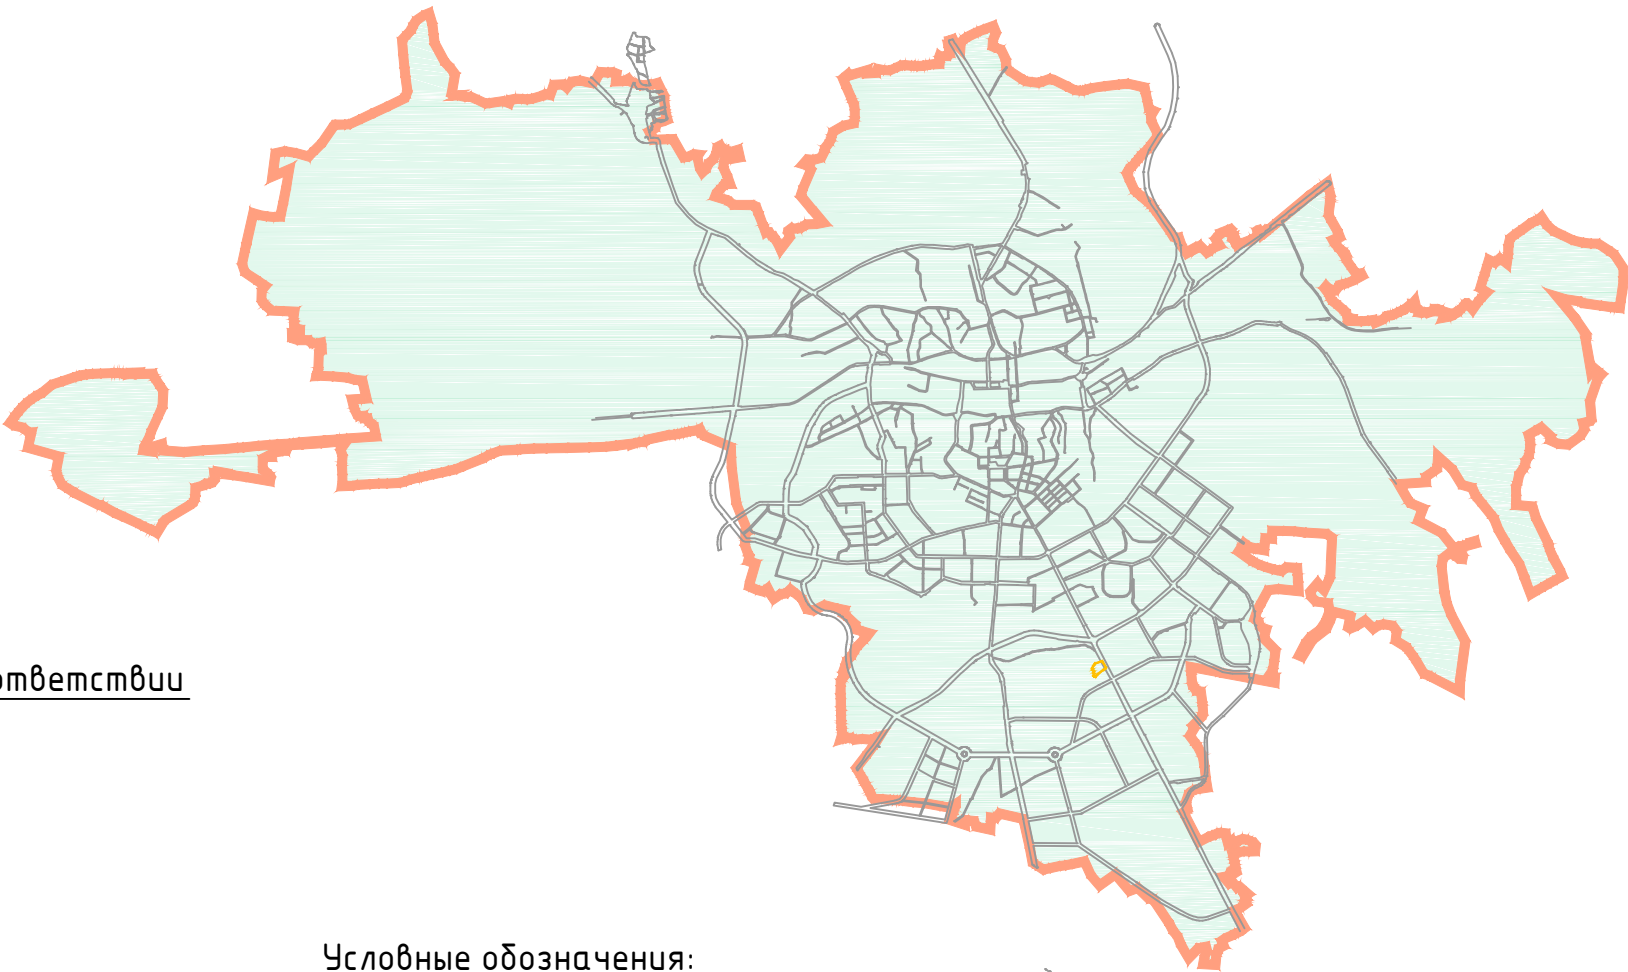 ответствии
Условные обозначения: